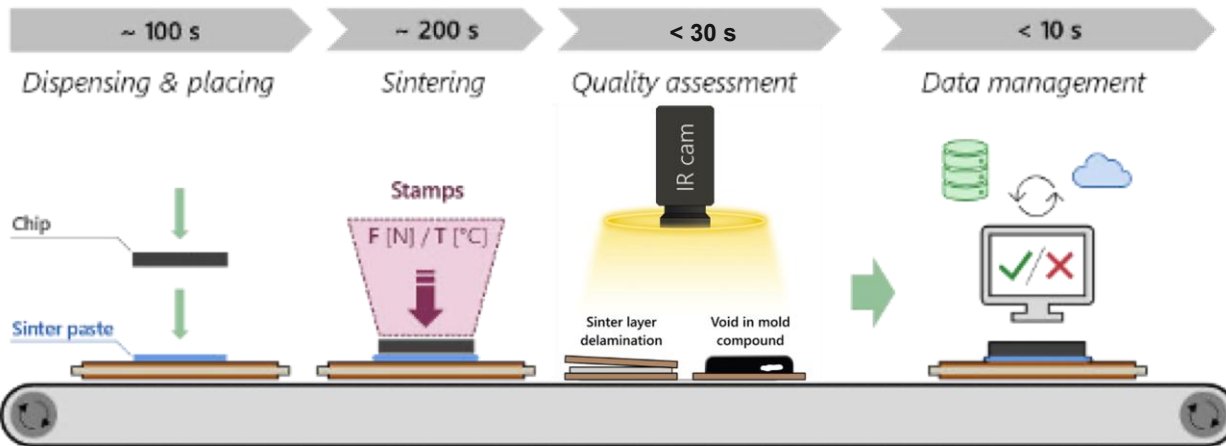 ~ 100 s
~ 200 s
< 30 s
< 10 s
Dispensing & placing
Sintering
Quality assessment
Data management
IR cam
Stamps
F [N] / T [°C]
Chip
Sinter paste
Sinter layer
delamination
Void in mold
compound